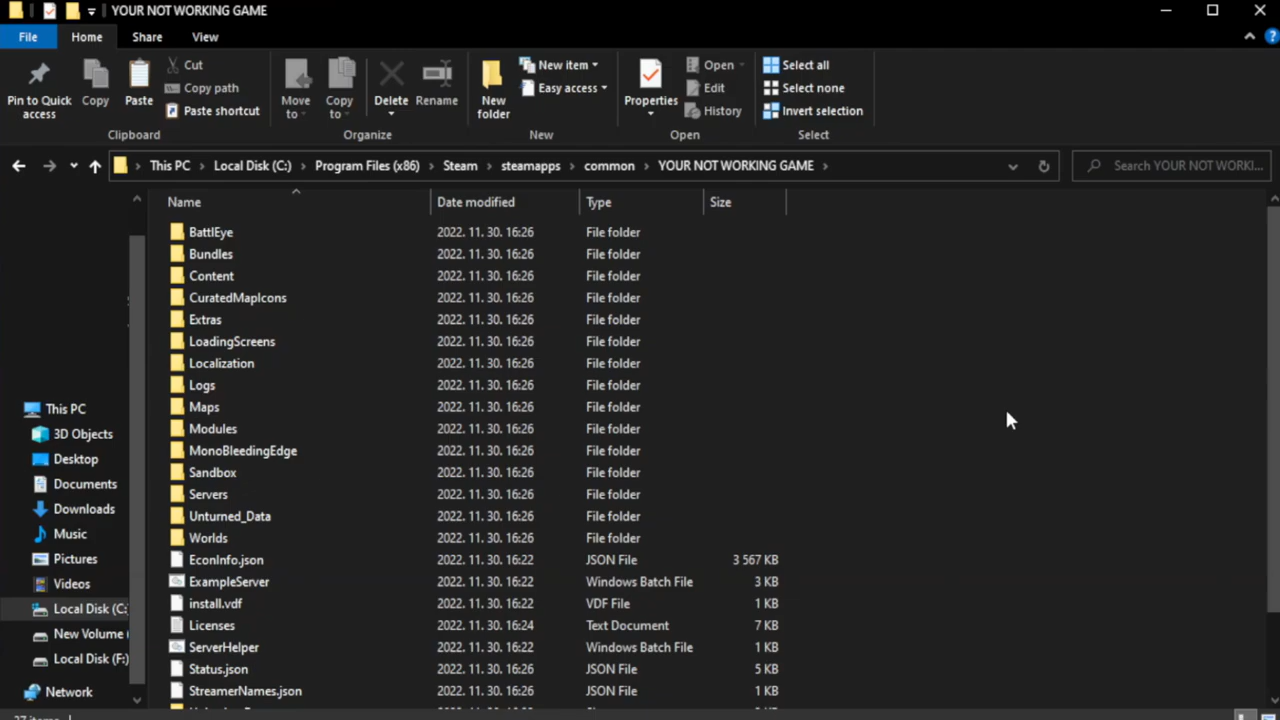 YOUR NOT WORKING GAME
File Home Share View
Pin to Quick access
Copy
Paste
Cut
Copy path
Paste shortcut
Clipboard
Move to
Copy to
Delete
Rename
Organize
New folder
New item
Easy access
New
Properties
Open
Edit
History
Open
Select all
Select none
Invert selection
Select
This PC Local Disk (C:) Program Files (x86) Steam steamapps common YOUR NOT WORKING GAME
Search YOUR NOT WORKI...
This PC
3D Objects
Desktop
Documents
Downloads
Music
Pictures
Videos
Local Disk (C:
New Volume (
Local Disk (F:)
Network
Name Date modified Type Size
BattlEye 2022. 11. 30. 16:26 File folder
Bundles 2022. 11. 30. 16:26 File folder
Content 2022. 11. 30. 16:26 File folder
CuratedMapIcons 2022. 11. 30. 16:26 File folder
Extras 2022. 11. 30. 16:26 File folder
LoadingScreens 2022. 11. 30. 16:26 File folder
Localization 2022. 11. 30. 16:26 File folder
Logs 2022. 11. 30. 16:26 File folder
Maps 2022. 11. 30. 16:26 File folder
Modules 2022. 11. 30. 16:26 File folder
MonoBleedingEdge 2022. 11. 30. 16:26 File folder
Sandbox 2022. 11. 30. 16:26 File folder
Servers 2022. 11. 30. 16:26 File folder
Unturned_Data 2022. 11. 30. 16:26 File folder
Worlds 2022. 11. 30. 16:26 File folder
EconInfo.json 2022. 11. 30. 16:22 JSON File 3 567 KB
ExampleServer 2022. 11. 30. 16:22 Windows Batch File 3 KB
install.vdf 2022. 11. 30. 16:22 VDF File 1 KB
Licenses 2022. 11. 30. 16:24 Text Document 7 KB
ServerHelper 2022. 11. 30. 16:22 Windows Batch File 1 KB
Status.json 2022. 11. 30. 16:26 JSON File 5 KB
StreamerNames.json 2022. 11. 30. 16:26 JSON File 1 KB